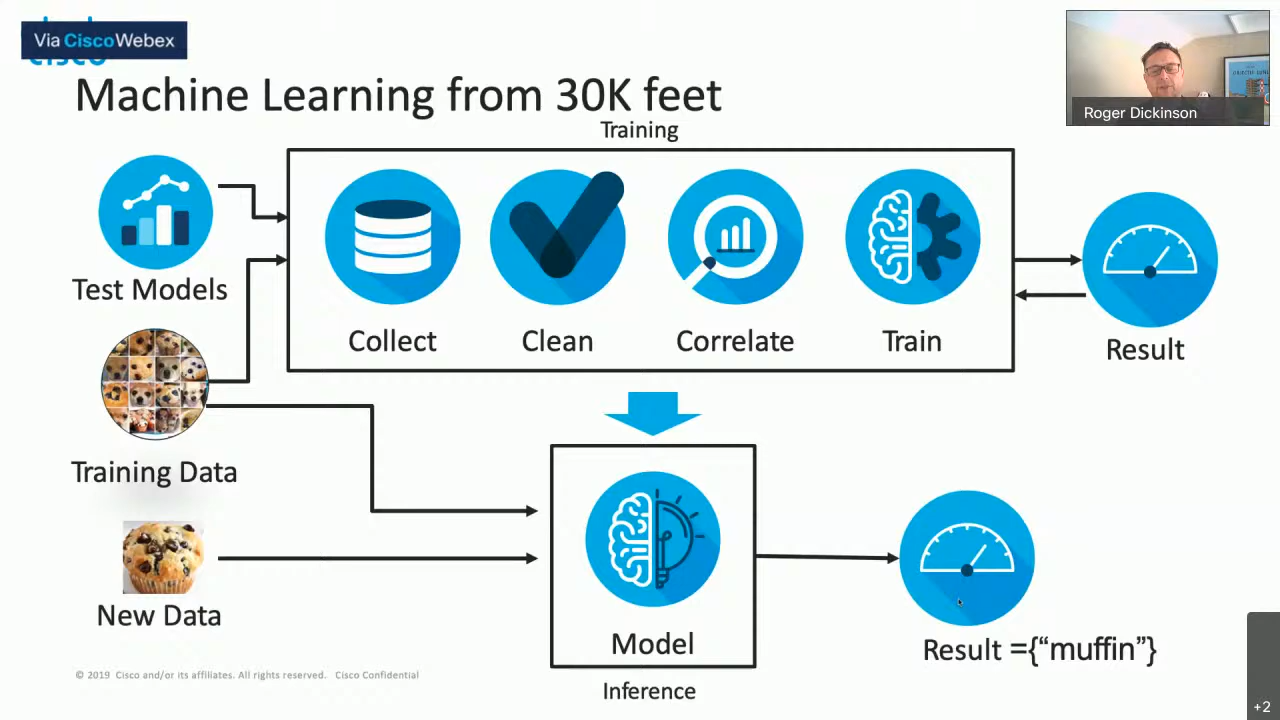 Via CiscoWebex
cisco
Machine Learning from 30K feet
Roger Dickinson
Training
Test Models
Collect
Clean
Correlate
Train
Result
Training Data
New Data
Model
Result ={“muffin”}
© 2019 Cisco and/or its affiliates. All rights reserved. Cisco Confidential
Inference
+2